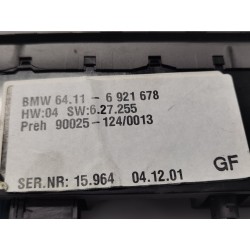 BMW 64.11- 6 921 678
HW:04 SW:6.27.255
Preh 90025-124/0013
GF
SER.NR: 15.964 04.12.01